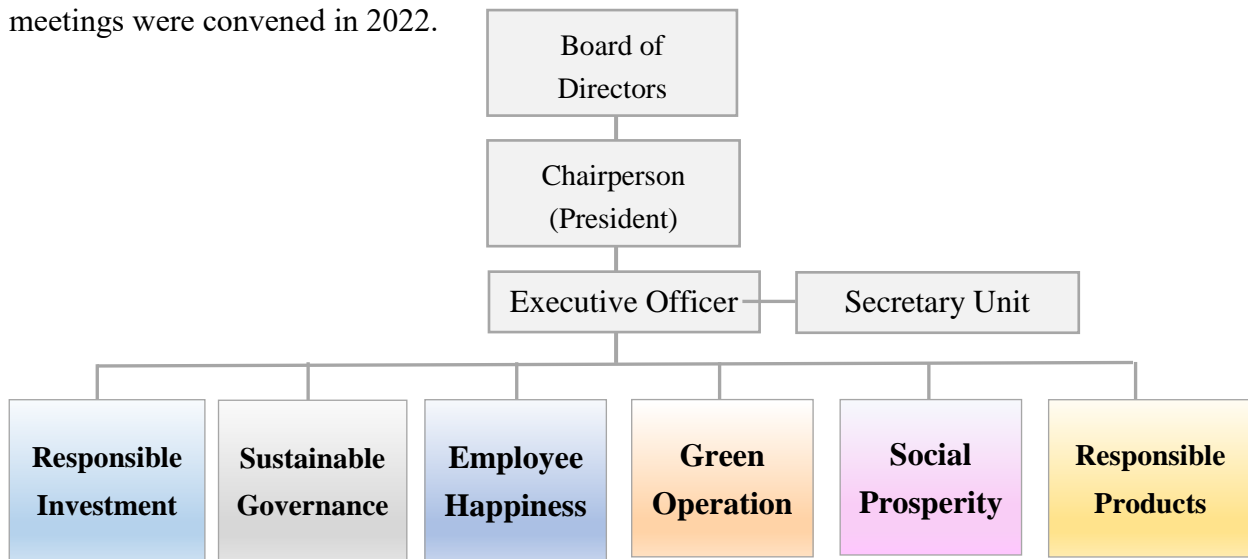 meetings were convened in 2022.
Board of
Directors
Chairperson
(President)
Executive Officer
Secretary Unit
Responsible
Investment
Sustainable
Governance
Employee
Happiness
Green
Operation
Social
Prosperity
Responsible
Products